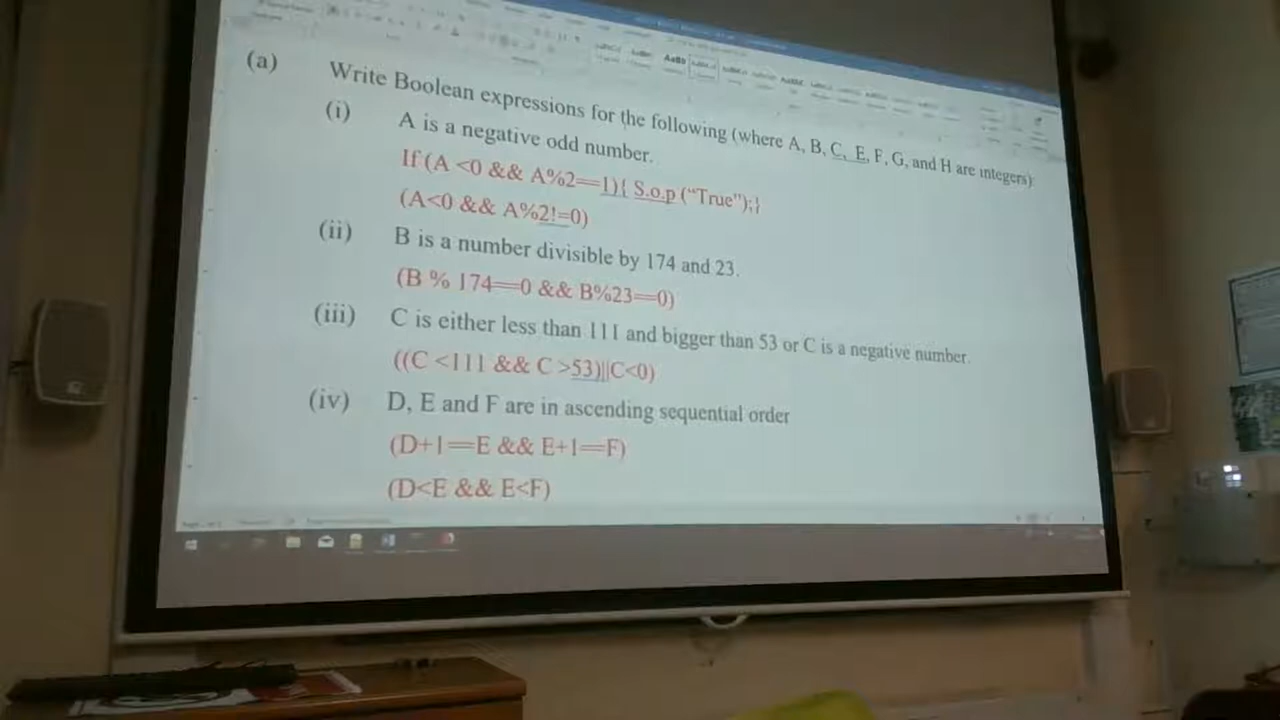 (a) Write Boolean expressions for the following (where A, B, C, E, F, G, and H are integers):
(i) A is a negative odd number.
If (A <0 && A%2==1){ S.o.p (“True”);}
(A<0 && A%2!=0)
(ii) B is a number divisible by 174 and 23.
(B % 174==0 && B%23==0)
(iii) C is either less than 111 and bigger than 53 or C is a negative number.
((C <111 && C >53)||C<0)
(iv) D, E and F are in ascending sequential order
(D+1==E && E+1==F)
(D<E && E<F)